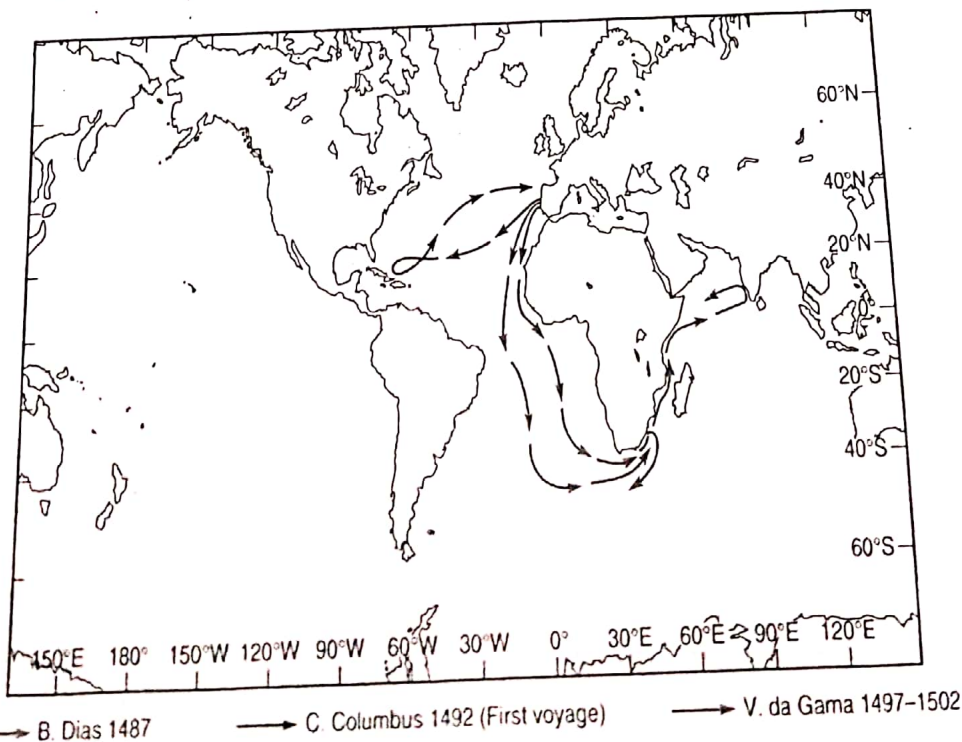 60°N
40°N
20°N
0°
20°S
40°S
60°S
150°E 180° 150°W 120°W 90°W 60°W 30°W 0° 30°E 60°E 90°E 120°E
B. Dias 1487 C. Columbus 1492 (First voyage) V. da Gama 1497–1502